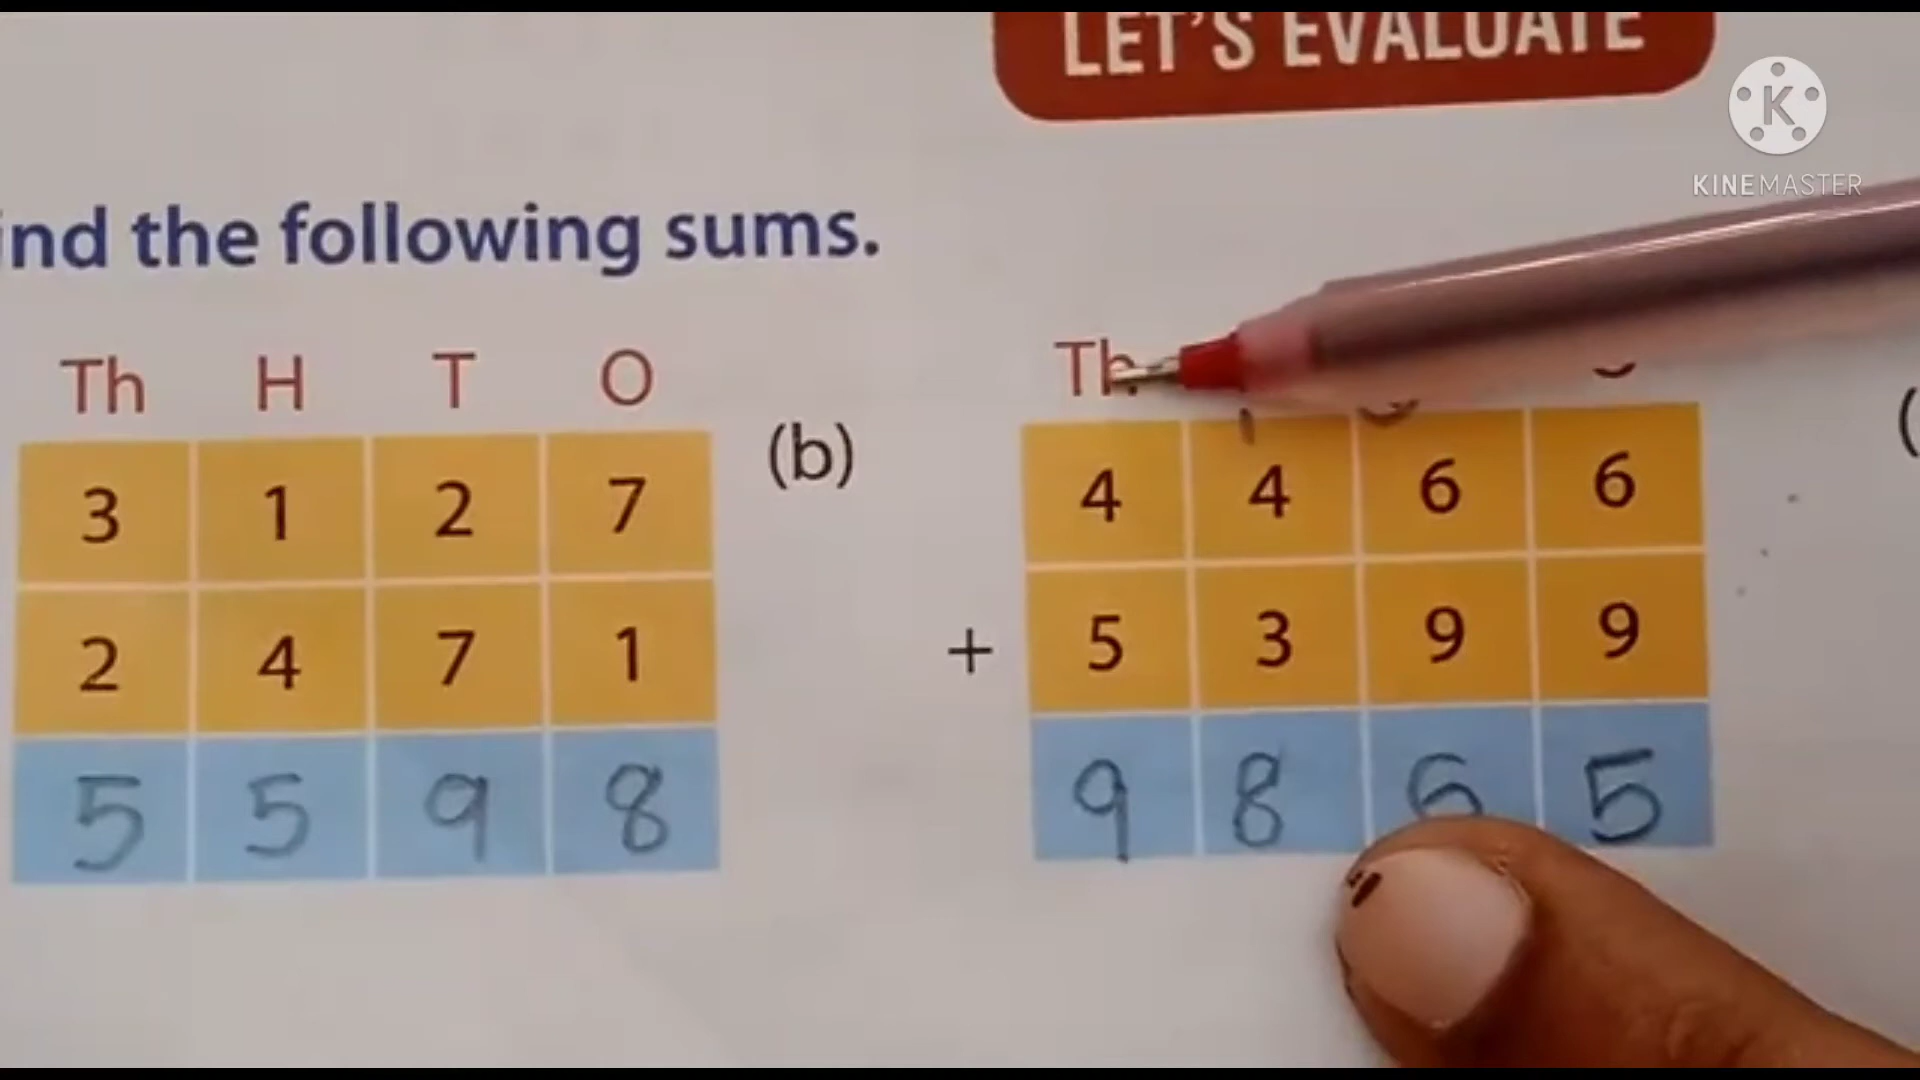 LET'S EVALUATE
KINEMASTER
ind the following sums.
Th H T O
3 1 2 7
2 4 7 1
5 5 9 8
(b)
Th
4 4 6 6
+ 5 3 9 9
9 8 6 5
(